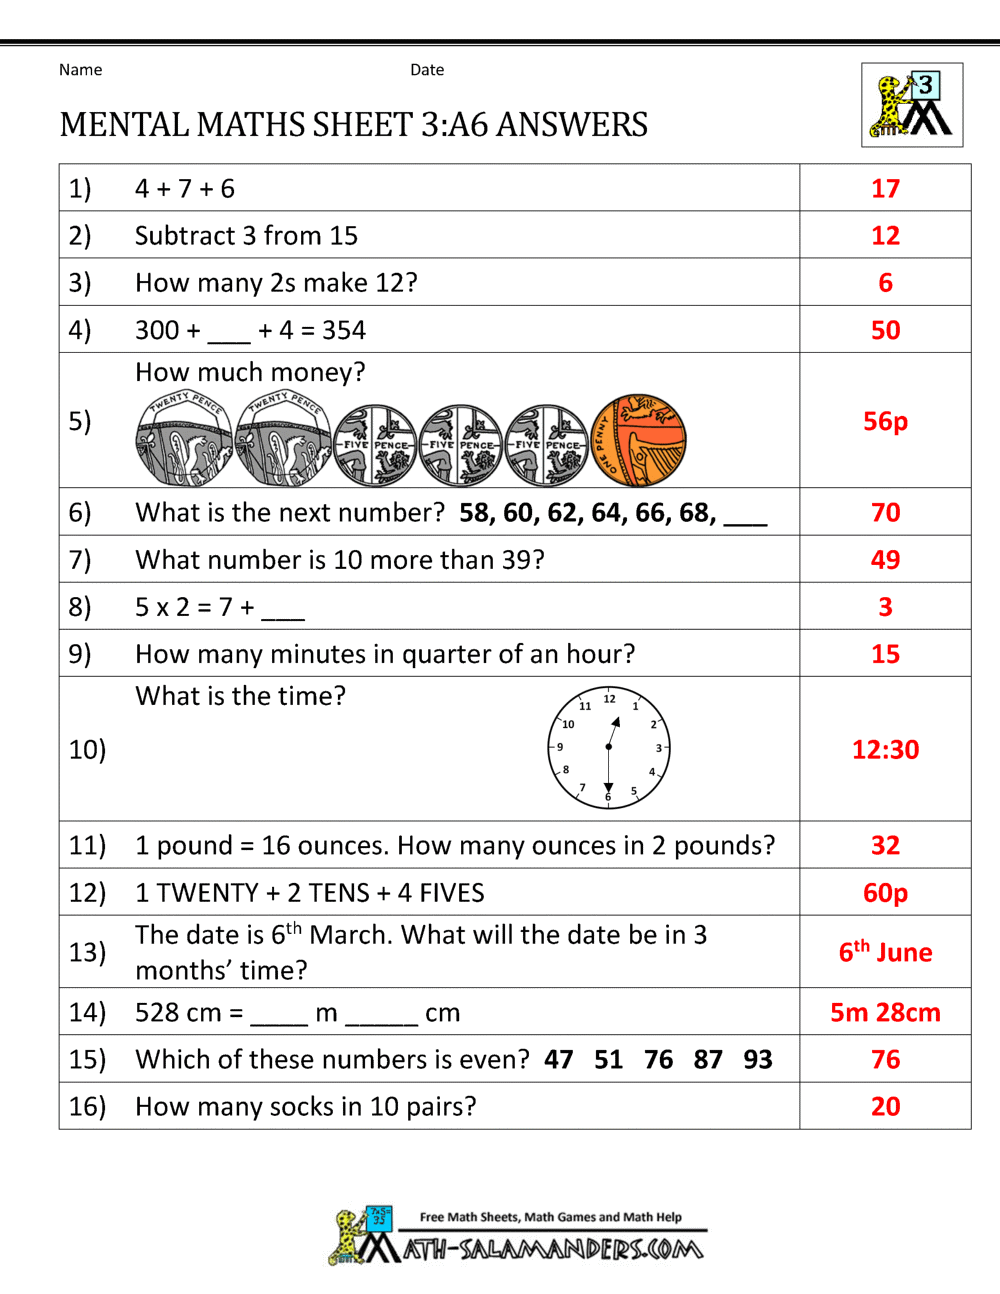 Name Date
3
MENTAL MATHS SHEET 3:A6 ANSWERS
1) 4 + 7 + 6 17
2) Subtract 3 from 15 12
3) How many 2s make 12? 6
4) 300 + ___ + 4 = 354 50
How much money?
5) TWENTY PENCE TWENTY PENCE FIVE PENCE FIVE PENCE FIVE PENCE ONE PENNY 56p
6) What is the next number? 58, 60, 62, 64, 66, 68, ___ 70
7) What number is 10 more than 39? 49
8) 5 x 2 = 7 + ___ 3
9) How many minutes in quarter of an hour? 15
What is the time?
12
11 1
10 2
10) 9 3 12:30
8 4
7 5
6
11) 1 pound = 16 ounces. How many ounces in 2 pounds? 32
12) 1 TWENTY + 2 TENS + 4 FIVES 60p
13) The date is 6th March. What will the date be in 3 6th June
months’ time?
14) 528 cm = ____ m _____ cm 5m 28cm
15) Which of these numbers is even? 47 51 76 87 93 76
16) How many socks in 10 pairs? 20
7x5=
35
Free Math Sheets, Math Games and Math Help
MATH-SALAMANDERS.COM